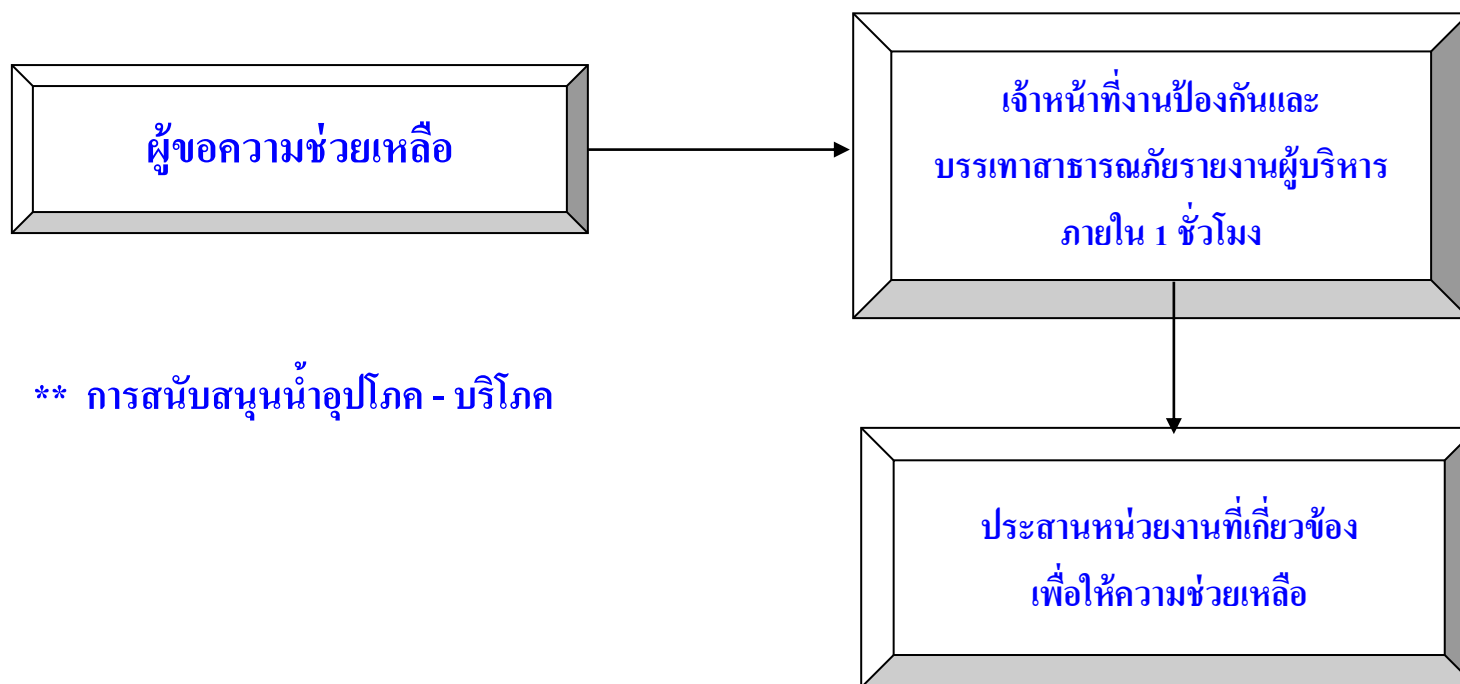 ผู้ขอความช่วยเหลือ
เจ้าหน้าที่งานป้องกันและ
บรรเทาสาธารณภัยรายงานผู้บริหาร
ภายใน 1 ชั่วโมง
** การสนับสนุนน้ำอุปโภค - บริโภค
ประสานหน่วยงานที่เกี่ยวข้อง
เพื่อให้ความช่วยเหลือ